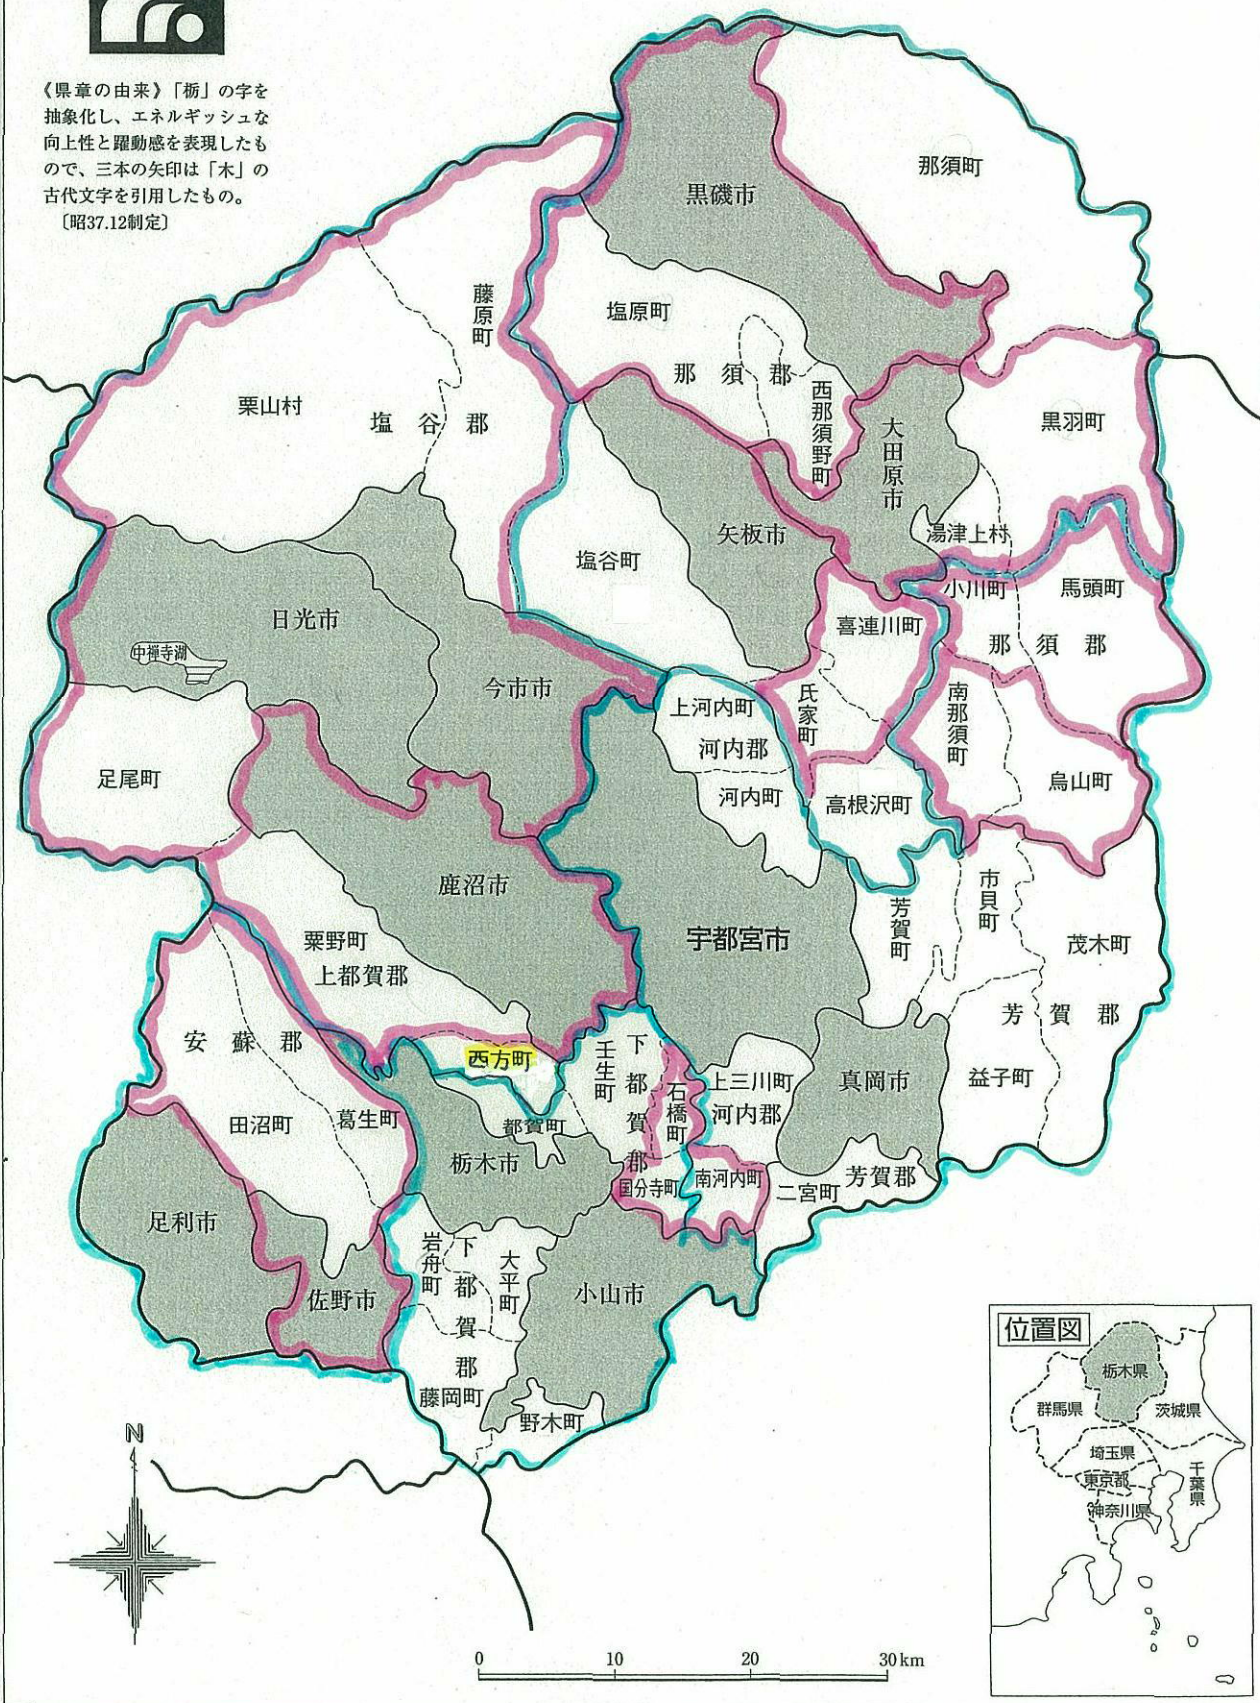 《県章の由来》「栃」の字を
抽象化し、エネルギッシュな
向上性と躍動感を表現したも
ので、三本の矢印は「木」の
古代文字を引用したもの。
〔昭37.12制定〕
那須町
黒磯市
藤原町
塩原町
那須郡
西那須野町
栗山村
塩谷郡
大田原市
黒羽町
矢板市
湯津上村
塩谷町
小川町
馬頭町
日光市
喜連川町
那須郡
中禅寺湖
今市市
氏家町
南那須町
上河内町
河内郡
足尾町
河内町
高根沢町
烏山町
鹿沼市
市貝町
芳賀町
宇都宮市
粟野町
上都賀郡
茂木町
芳賀郡
安蘇郡
西方町
壬生町
下都賀郡
石橋町
上三川町
河内郡
真岡市
益子町
田沼町
葛生町
都賀町
栃木市
国分寺町
南河内町
二宮町
芳賀郡
足利市
岩舟町
下都賀郡
大平町
小山市
佐野市
藤岡町
野木町
位置図
栃木県
群馬県
茨城県
埼玉県
東京都
千葉県
神奈川県
N
0 10 20 30km